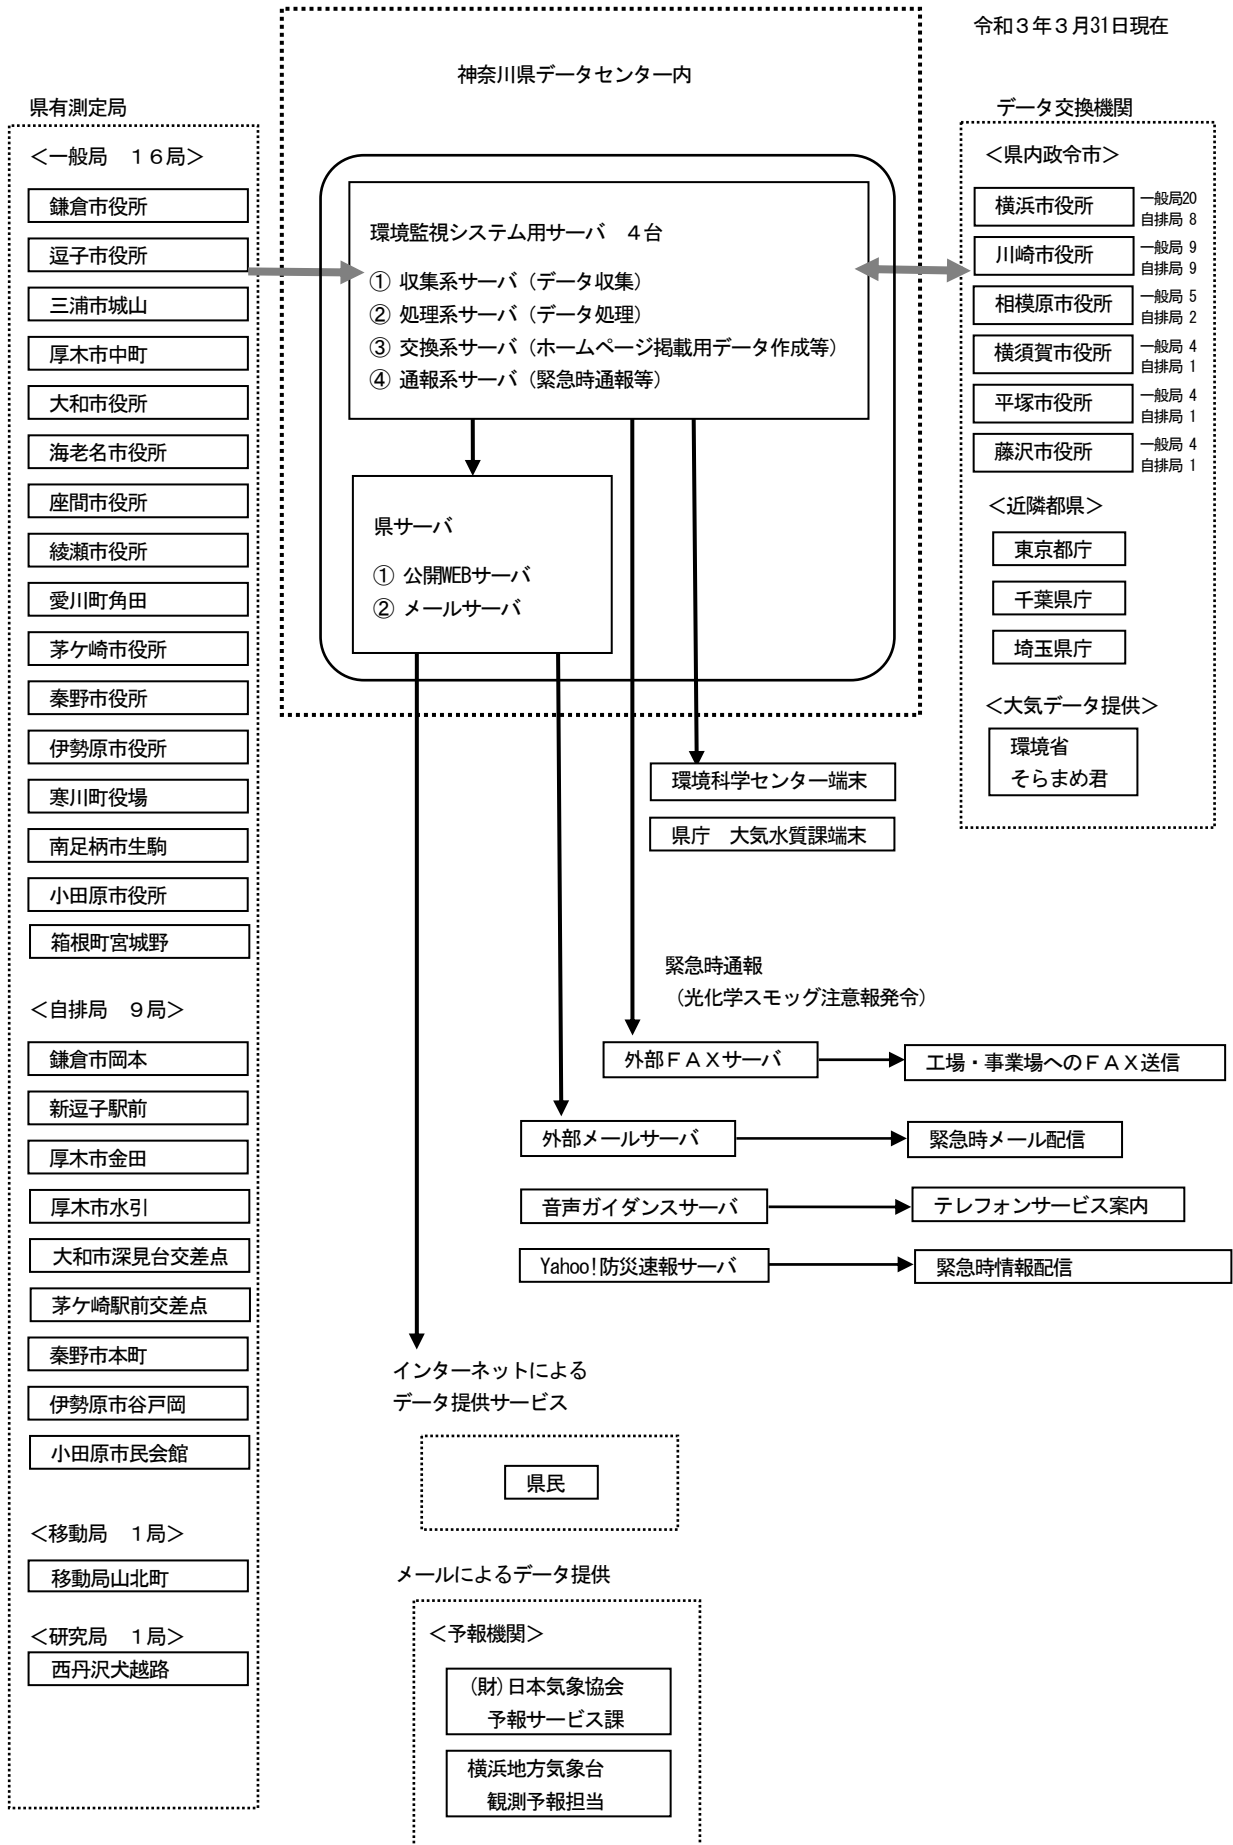 令和３年３月31日現在
神奈川県データセンター内
県有測定局
＜一般局　１６局＞
鎌倉市役所
逗子市役所
三浦市城山
厚木市中町
大和市役所
海老名市役所
座間市役所
綾瀬市役所
愛川町角田
茅ケ崎市役所
秦野市役所
伊勢原市役所
寒川町役場
南足柄市生駒
小田原市役所
箱根町宮城野
＜自排局　９局＞
鎌倉市岡本
新逗子駅前
厚木市金田
厚木市水引
大和市深見台交差点
茅ケ崎駅前交差点
秦野市本町
伊勢原市谷戸岡
小田原市民会館
＜移動局　１局＞
移動局山北町
＜研究局　１局＞
西丹沢犬越路
環境監視システム用サーバ　４台
① 収集系サーバ（データ収集）
② 処理系サーバ（データ処理）
③ 交換系サーバ（ホームページ掲載用データ作成等）
④ 通報系サーバ（緊急時通報等）
県サーバ
① 公開WEBサーバ
② メールサーバ
データ交換機関
＜県内政令市＞
横浜市役所
一般局20
自排局 8
川崎市役所
一般局 9
自排局 9
相模原市役所
一般局 5
自排局 2
横須賀市役所
一般局 4
自排局 1
平塚市役所
一般局 4
自排局 1
藤沢市役所
一般局 4
自排局 1
＜近隣都県＞
東京都庁
千葉県庁
埼玉県庁
＜大気データ提供＞
環境省
そらまめ君
環境科学センター端末
県庁　大気水質課端末
緊急時通報
（光化学スモッグ注意報発令）
外部ＦＡＸサーバ
工場・事業場へのＦＡＸ送信
外部メールサーバ
緊急時メール配信
音声ガイダンスサーバ
テレフォンサービス案内
Yahoo!防災速報サーバ
緊急時情報配信
インターネットによる
データ提供サービス
県民
メールによるデータ提供
＜予報機関＞
(財)日本気象協会
予報サービス課
横浜地方気象台
観測予報担当